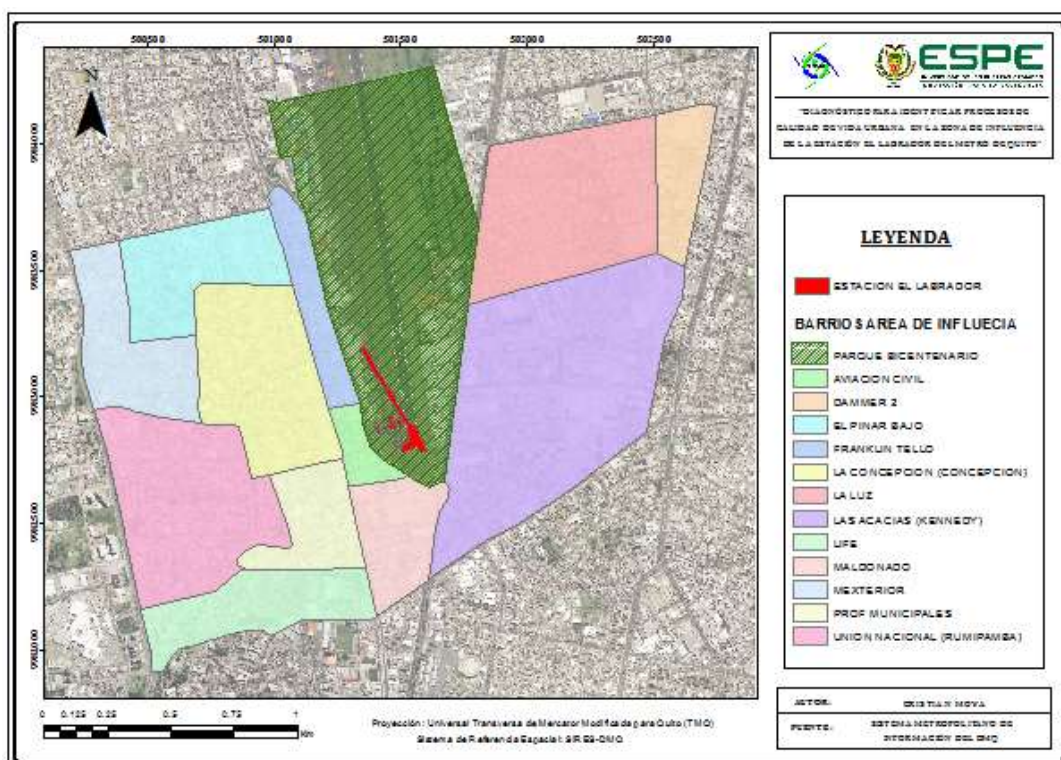 500500 501000 501500 502000 502500
N
ESPE
"DIAGNÓSTICO PARA IDENTIFICAR PROCESOS DE
CALIDAD DE VIDA URBANA EN LA ZONA DE INFLUENCIA
DE LA ESTACIÓN EL LABRADOR DEL METRO DE QUITO"
LEYENDA
ESTACION EL LABRADOR
BARRIOS AREA DE INFLUECIA
PARQUE BICENTENARIO
AVIACION CIVIL
DAMMER 2
EL PINAR BAJO
FRANKLIN TELLO
LA CONCEPCION (CONCEPCION)
LA LUZ
LAS ACACIAS (KENNEDY)
LIFE
MALDONADO
MEXTERIOR
PROF MUNICIPALES
UNION NACIONAL (RUMIPAMBA)
0 0.125 0.25 0.5 0.75 1
Km
Proyección: Universal Transversa de Mercator Modificada para Quito (TMQ)
Sistema de Referencia Espacial: SIRES-DMQ
AUTOR: CRISTIAN MOYA
FUENTE: SISTEMA METROPOLITANO DE
INFORMACIÓN DEL DMQ